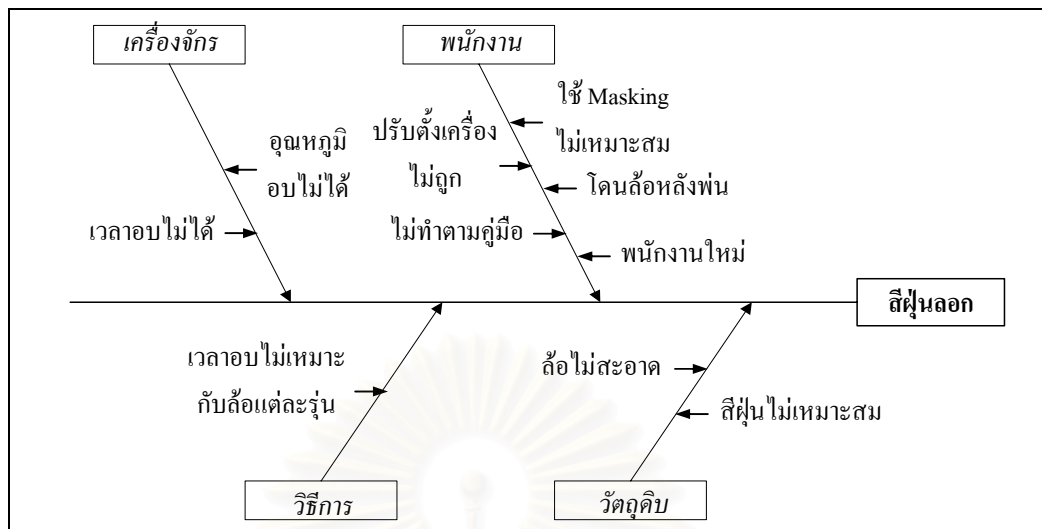 เครื่องจักร
พนักงาน
ใช้ Masking
ไม่เหมาะสม
ปรับตั้งเครื่อง
ไม่ถูก
อุณหภูมิ
อบไม่ได้
โดนล้อหลังพ่น
เวลาอบไม่ได้
ไม่ทำตามคู่มือ
พนักงานใหม่
สีฝุ่นลอก
เวลาอบไม่เหมาะ
กับล้อแต่ละรุ่น
ล้อไม่สะอาด
สีฝุ่นไม่เหมาะสม
วิธีการ
วัตถุดิบ